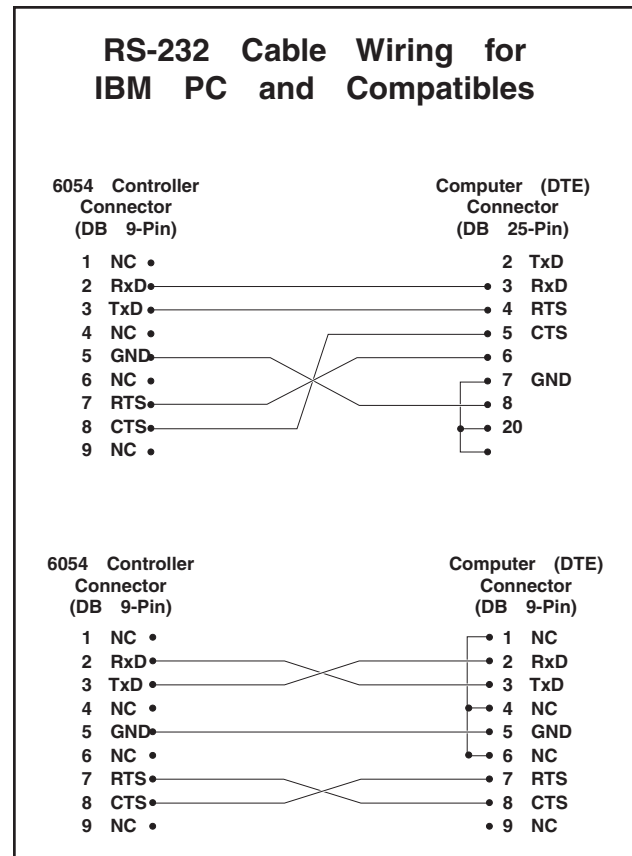 RS-232 Cable Wiring for
IBM PC and Compatibles
6054 Controller
Connector
(DB 9-Pin)
1 NC
2 RxD
3 TxD
4 NC
5 GND
6 NC
7 RTS
8 CTS
9 NC
Computer (DTE)
Connector
(DB 25-Pin)
2 TxD
3 RxD
4 RTS
5 CTS
6
7 GND
8
20
6054 Controller
Connector
(DB 9-Pin)
1 NC
2 RxD
3 TxD
4 NC
5 GND
6 NC
7 RTS
8 CTS
9 NC
Computer (DTE)
Connector
(DB 9-Pin)
1 NC
2 RxD
3 TxD
4 NC
5 GND
6 NC
7 RTS
8 CTS
9 NC